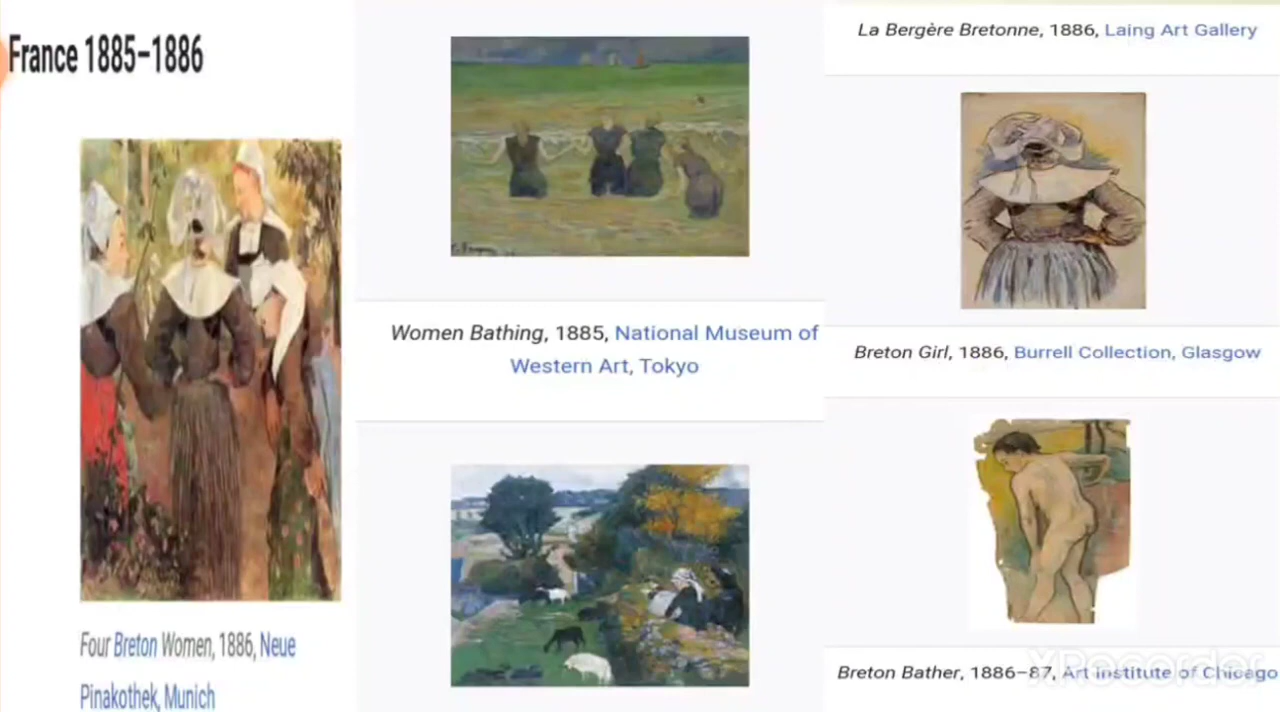 France 1885–1886
Four Breton Women, 1886, Neue
Pinakothek, Munich
Women Bathing, 1885, National Museum of
Western Art, Tokyo
La Bergère Bretonne, 1886, Laing Art Gallery
Breton Girl, 1886, Burrell Collection, Glasgow
Breton Bather, 1886–87, Art Institute of Chicago
XRecorder